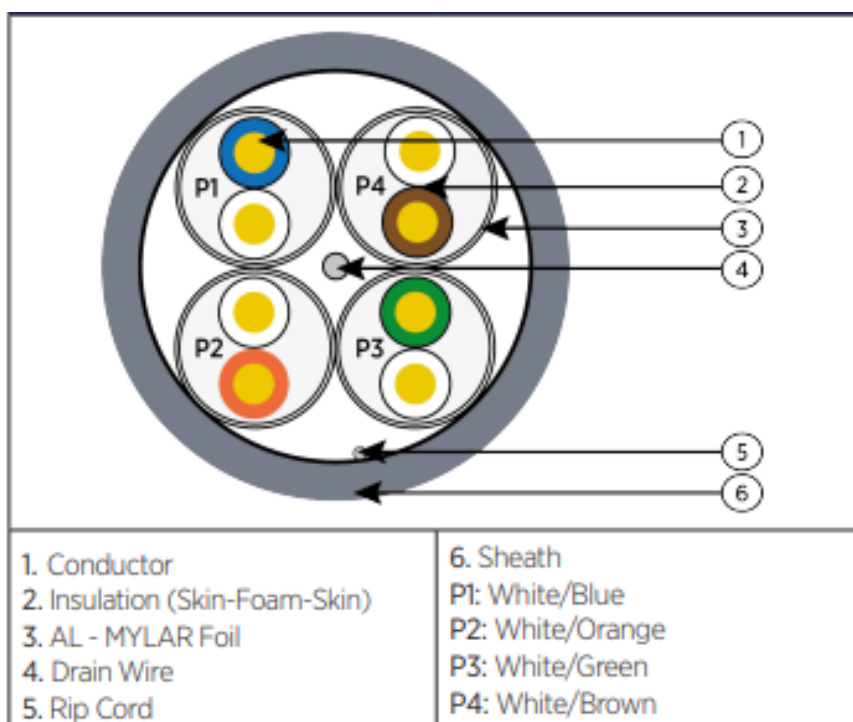 P1
P4
P2
P3
1
2
3
4
5
6
1. Conductor
2. Insulation (Skin-Foam-Skin)
3. AL - MYLAR Foil
4. Drain Wire
5. Rip Cord
6. Sheath
P1: White/Blue
P2: White/Orange
P3: White/Green
P4: White/Brown